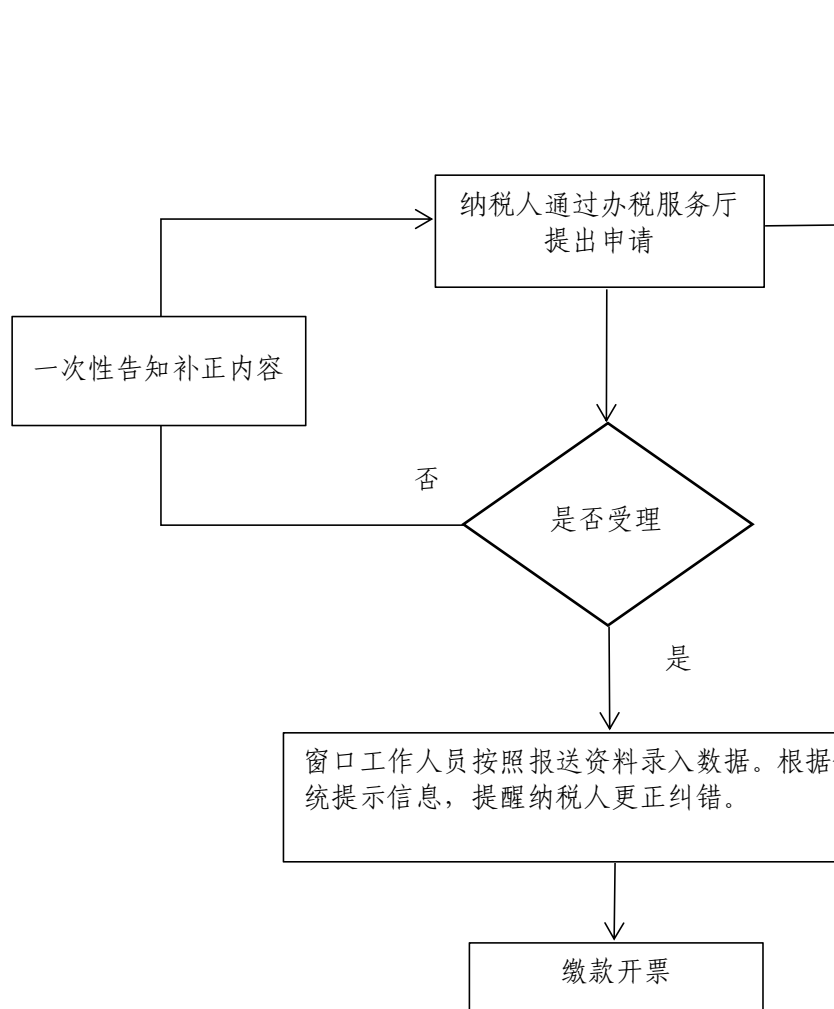 纳税人通过办税服务厅
提出申请
一次性告知补正内容
否
是否受理
是
窗口工作人员按照报送资料录入数据。根据
统提示信息，提醒纳税人更正纠错。
缴款开票